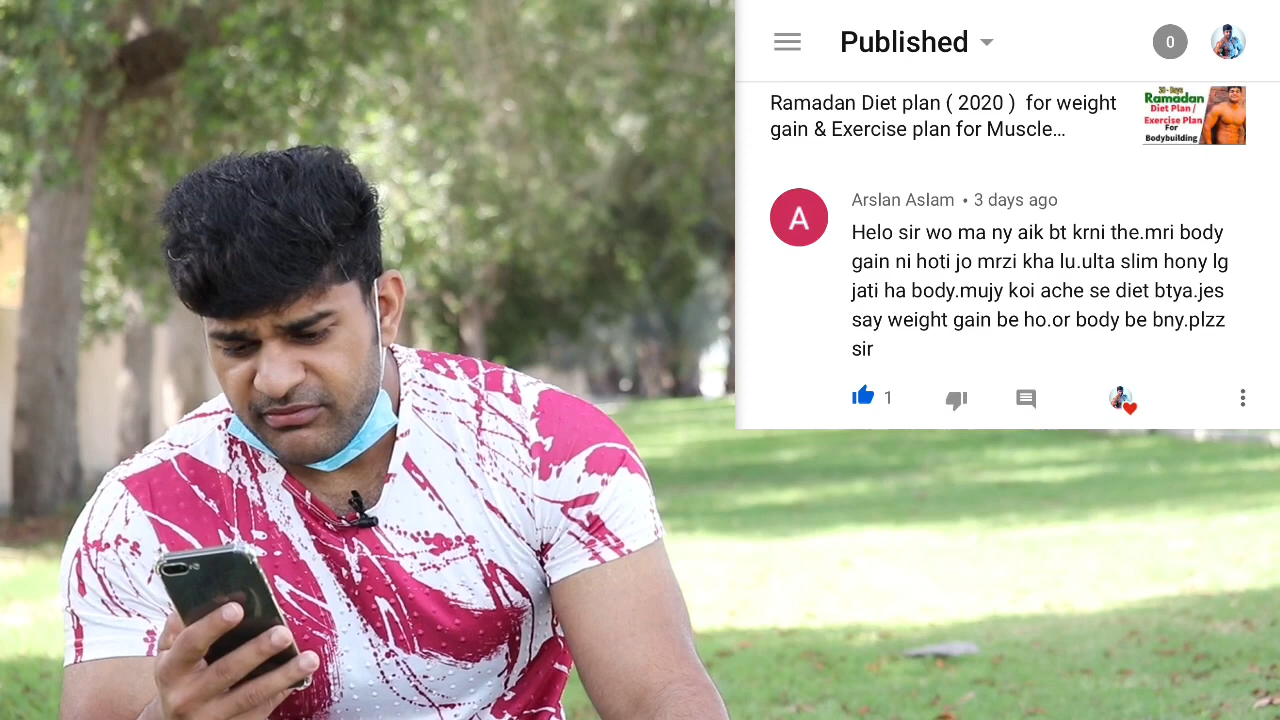 Published
0
Ramadan Diet plan ( 2020 )  for weight
gain & Exercise plan for Muscle...
30 - Days
Ramadan
Diet Plan /
Exercise Plan
For
Bodybuilding
A
Arslan Aslam • 3 days ago
Helo sir wo ma ny aik bt krni the.mri body
gain ni hoti jo mrzi kha lu.ulta slim hony lg
jati ha body.mujy koi ache se diet btya.jes
say weight gain be ho.or body be bny.plzz
sir
1